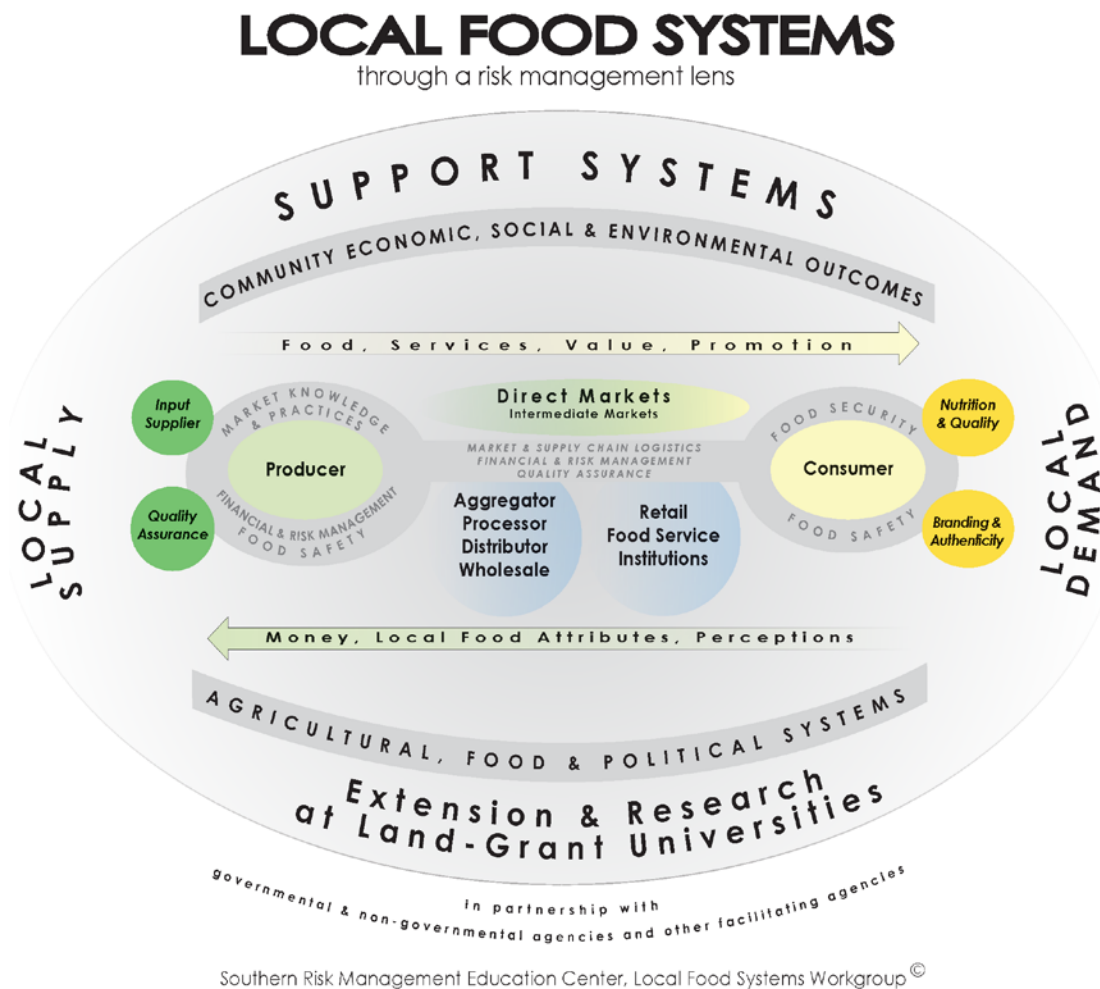 LOCAL FOOD SYSTEMS
through a risk management lens
SUPPORT SYSTEMS
COMMUNITY ECONOMIC, SOCIAL & ENVIRONMENTAL OUTCOMES
Food, Services, Value, Promotion
LOCAL
SUPPLY
Input
Supplier
Quality
Assurance
MARKET KNOWLEDGE
& PRACTICES
Producer
FINANCIAL & RISK MANAGEMENT
FOOD SAFETY
Direct Markets
Intermediate Markets
MARKET & SUPPLY CHAIN LOGISTICS
FINANCIAL & RISK MANAGEMENT
QUALITY ASSURANCE
Aggregator
Processor
Distributor
Wholesale
Retail
Food Service
Institutions
FOOD SECURITY
Consumer
FOOD SAFETY
Nutrition
& Quality
Branding &
Authenticity
LOCAL
DEMAND
Money, Local Food Attributes, Perceptions
AGRICULTURAL, FOOD & POLITICAL SYSTEMS
Extension & Research
at Land-Grant Universities
in partnership with
governmental & non-governmental agencies and other facilitating agencies
Southern Risk Management Education Center, Local Food Systems Workgroup ©